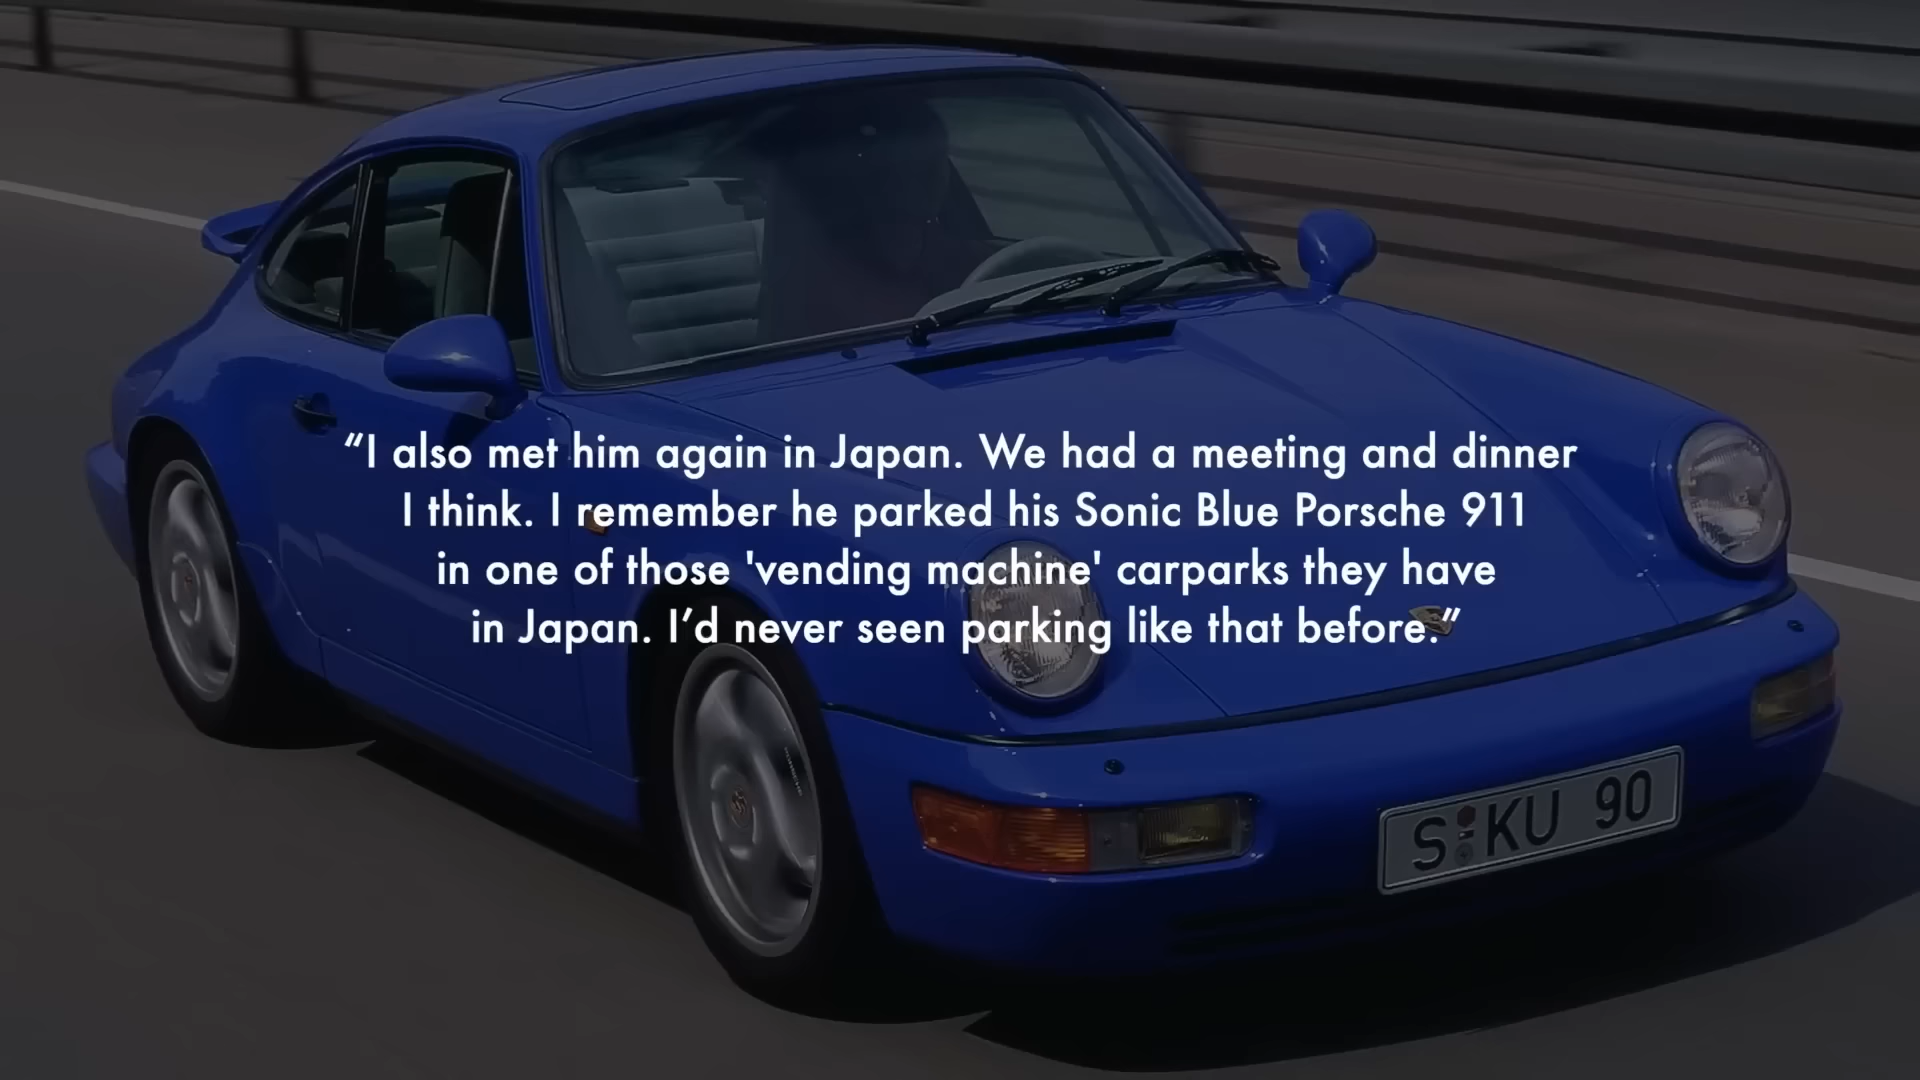 “I also met him again in Japan. We had a meeting and dinner
I think. I remember he parked his Sonic Blue Porsche 911
in one of those 'vending machine' carparks they have
in Japan. I’d never seen parking like that before.”
S KU 90